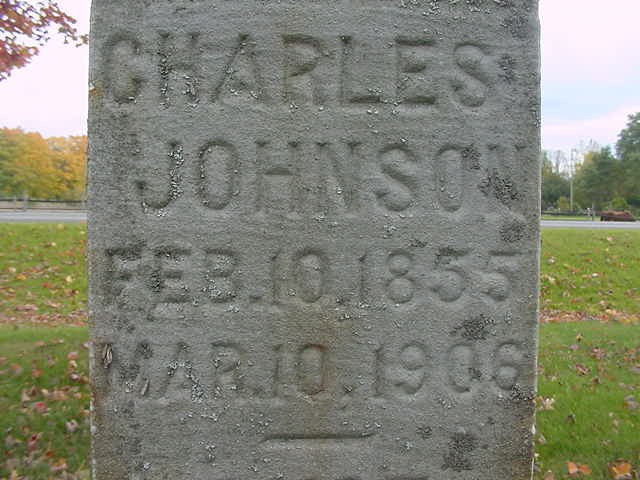 CHARLES
JOHNSON
FEB. 10, 1855
MAR. 10, 1906